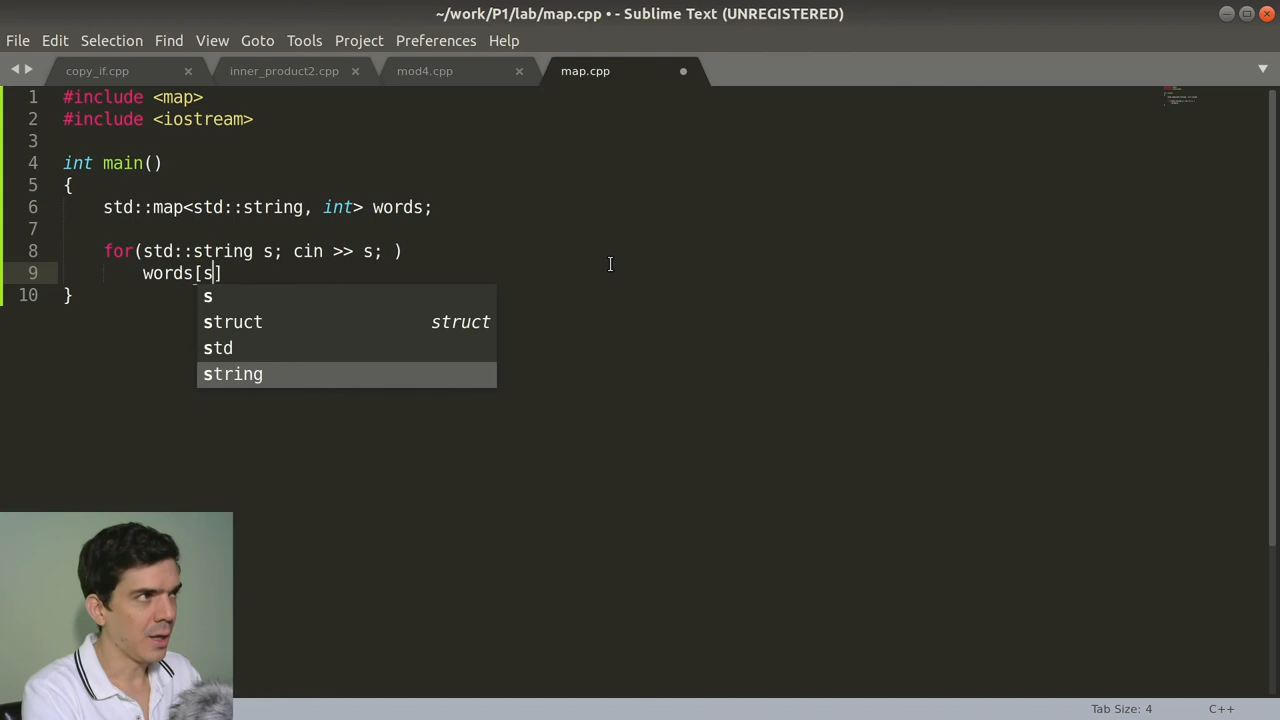 ~/work/P1/lab/map.cpp • - Sublime Text (UNREGISTERED)
File Edit Selection Find View Goto Tools Project Preferences Help
copy_if.cpp inner_product2.cpp mod4.cpp map.cpp
1 #include <map>
2 #include <iostream>
3
4 int main()
5 {
6 std::map<std::string, int> words;
7
8 for(std::string s; cin >> s; )
9 words[s]
10 }
s
struct struct
std
string
Tab Size: 4 C++